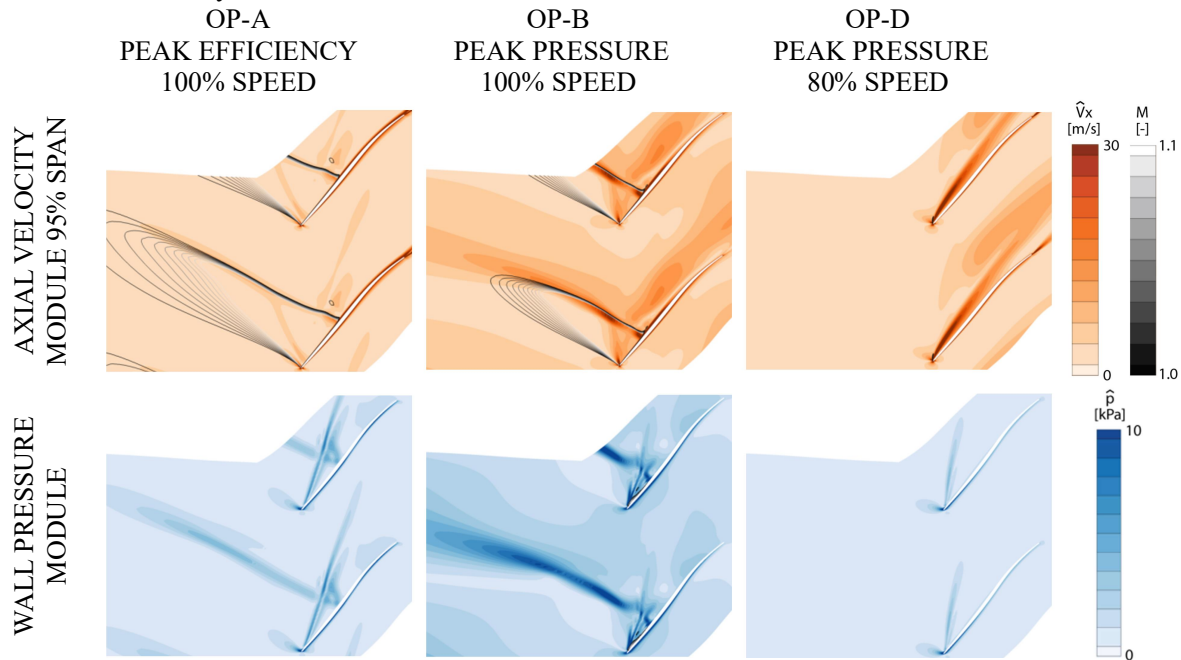 OP-A
PEAK EFFICIENCY
100% SPEED
OP-B
PEAK PRESSURE
100% SPEED
OP-D
PEAK PRESSURE
80% SPEED
AXIAL VELOCITY
MODULE 95% SPAN
V̂x
[m/s]
30
0
M
[-]
1.1
1.0
WALL PRESSURE
MODULE
p̂
[kPa]
10
0